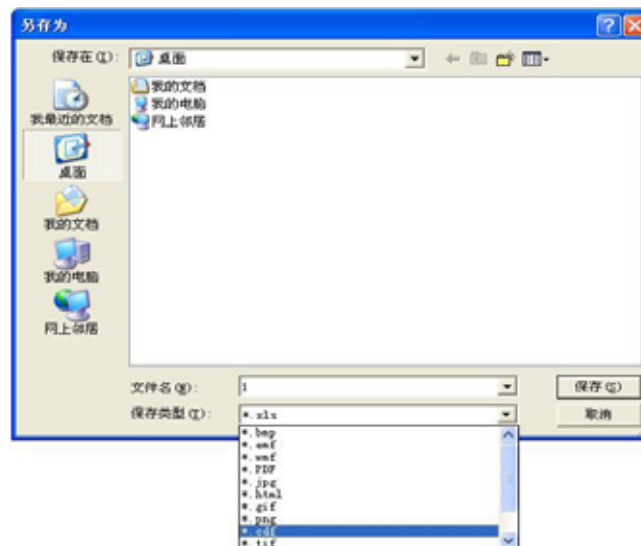 另存为
保存在(I):
桌面
我最近的文档
桌面
我的文档
我的电脑
网上邻居
我的文档
我的电脑
网上邻居
文件名(N):
1
保存(S)
保存类型(T):
*.xls
取消
*.bmp
*.emf
*.wmf
*.PDF
*.jpg
*.html
*.gif
*.png
*.cdf
*.tif